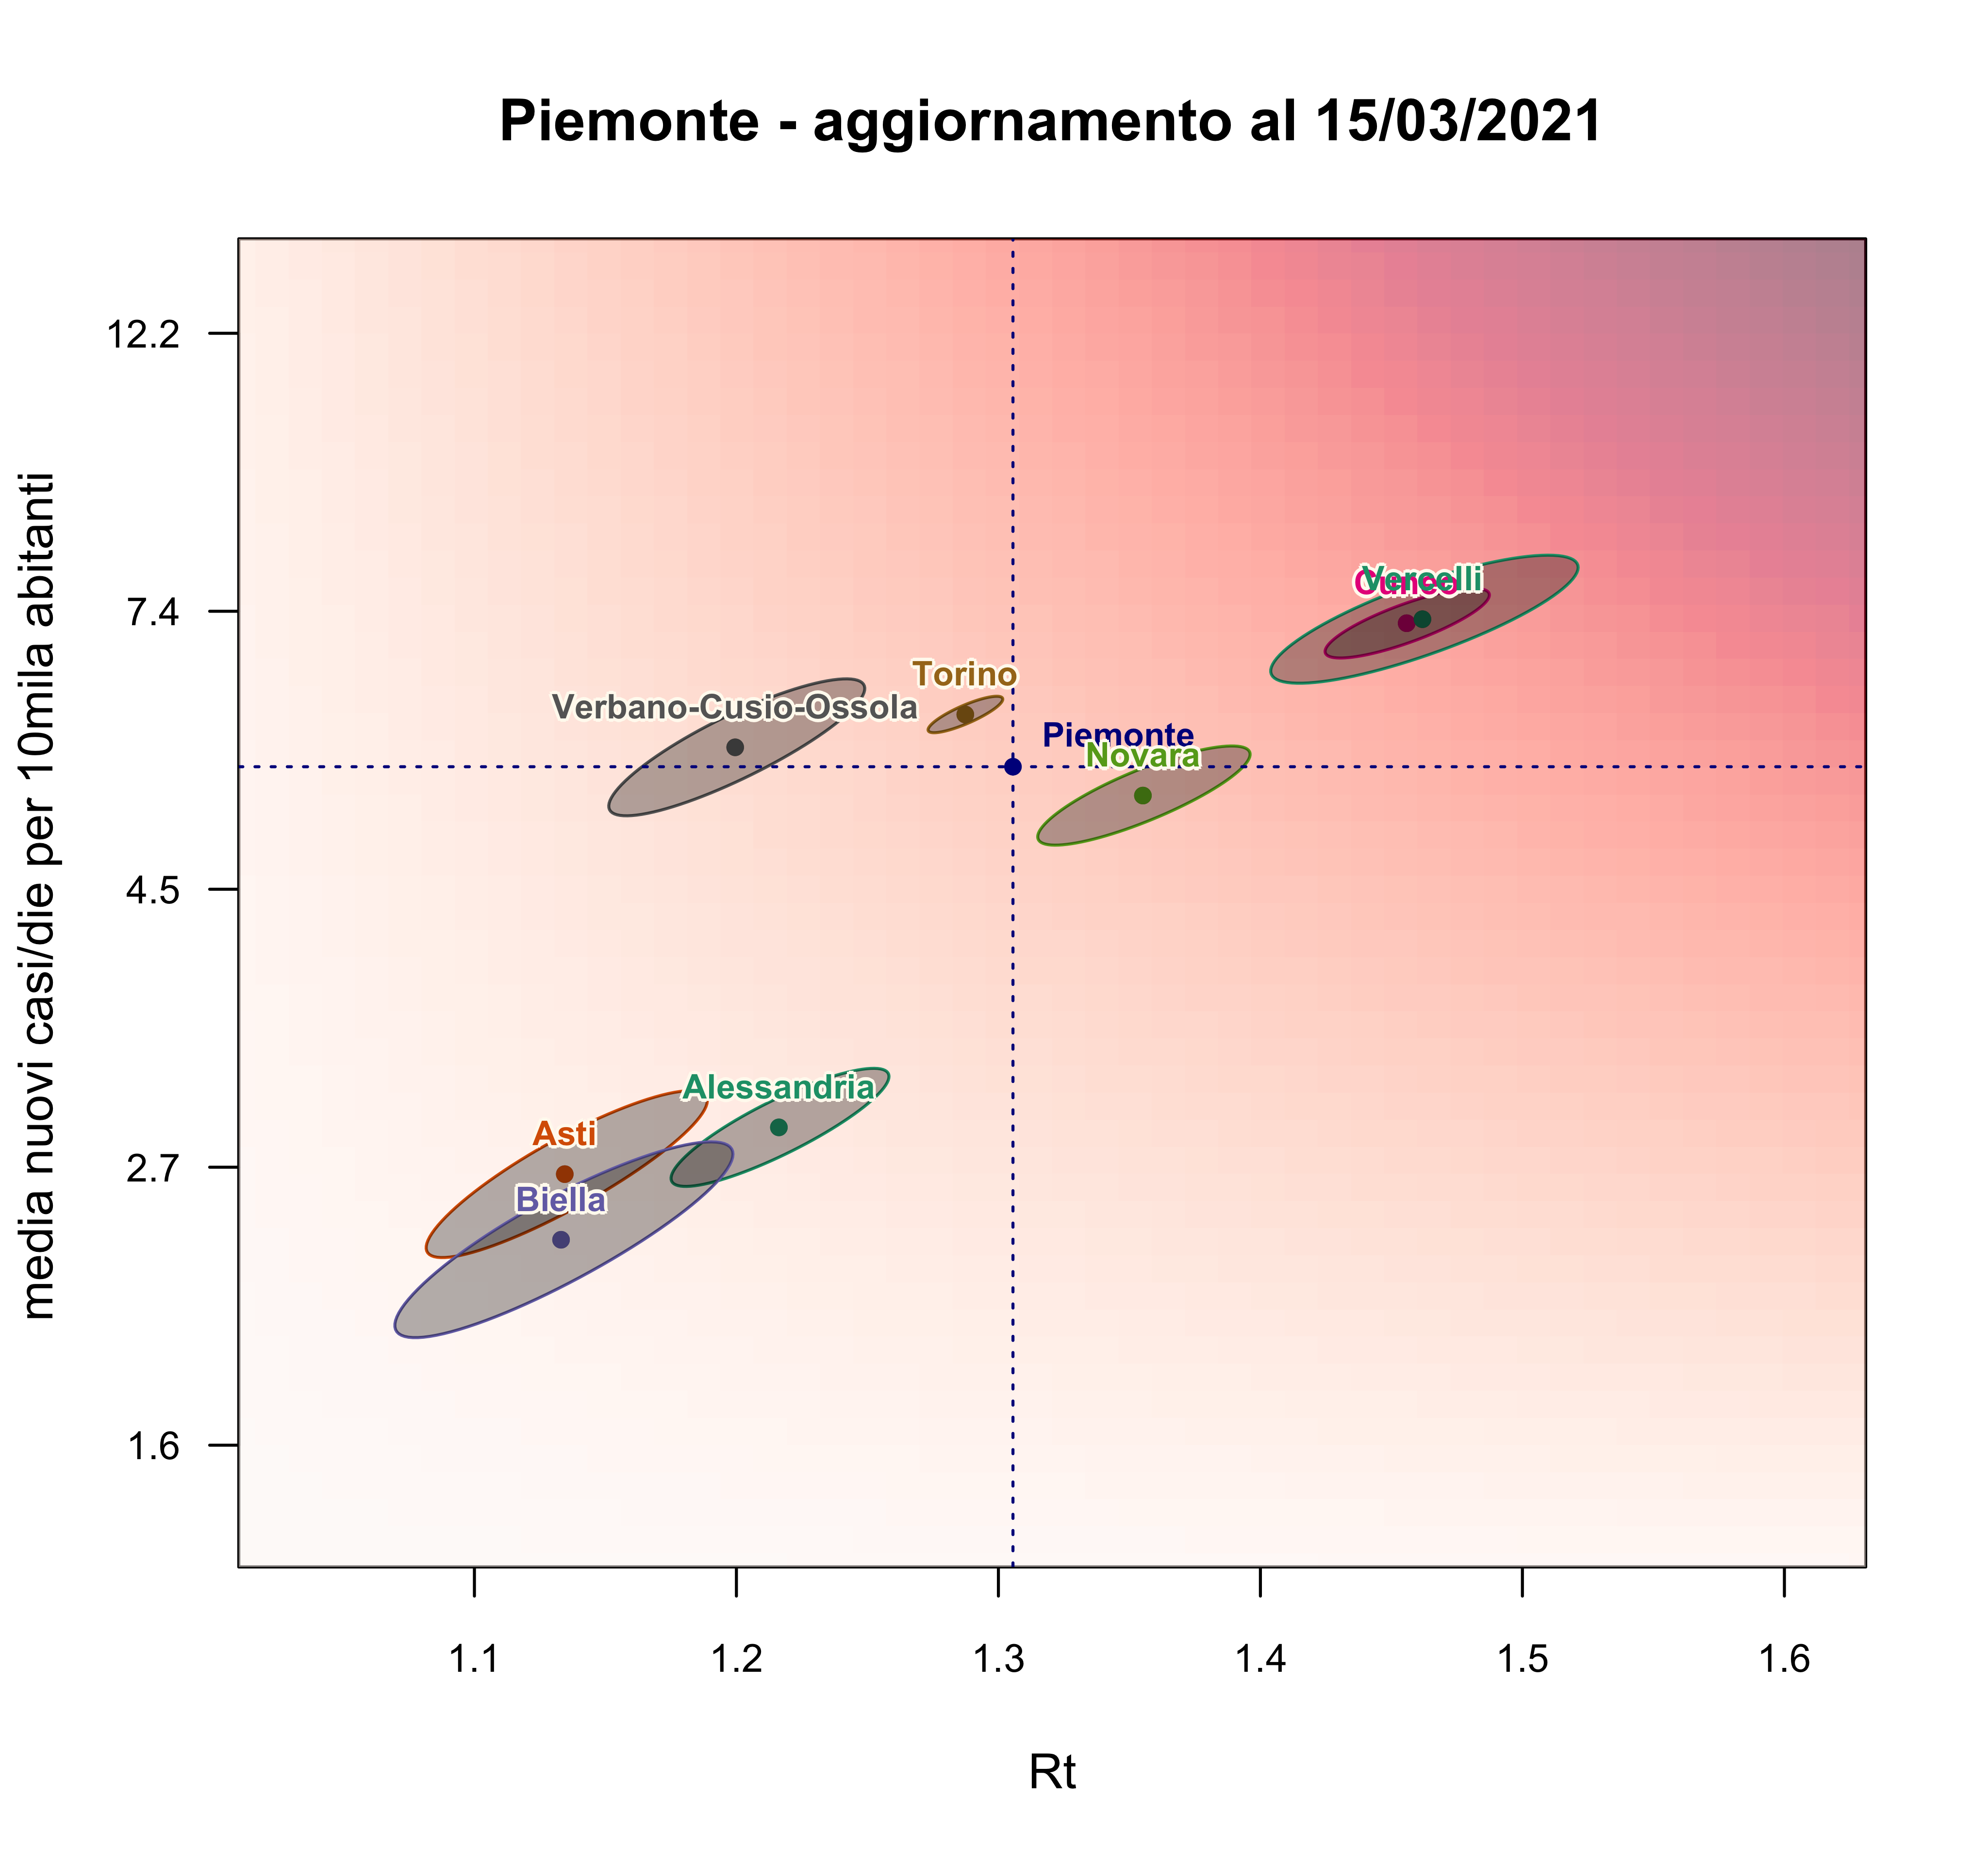 Piemonte - aggiornamento al 15/03/2021
media nuovi casi/die per 10mila abitanti
12.2
7.4
4.5
2.7
1.6
Cuneo
Vercelli
Torino
Verbano-Cusio-Ossola
Piemonte
Novara
Alessandria
Asti
Biella
1.1 1.2 1.3 1.4 1.5 1.6
Rt